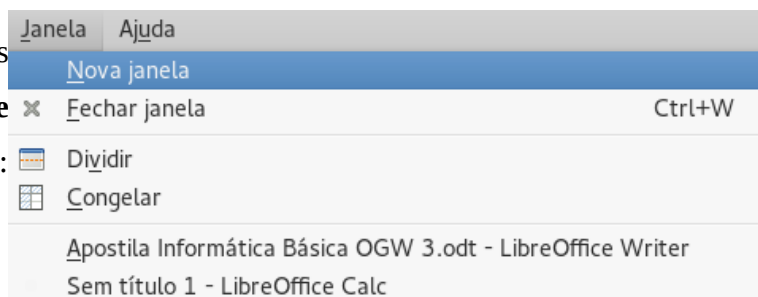 Janela Ajuda
s
Nova janela
e
Fechar janela Ctrl+W
:
Dividir
Congelar
Apostila Informática Básica OGW 3.odt - LibreOffice Writer
Sem título 1 - LibreOffice Calc